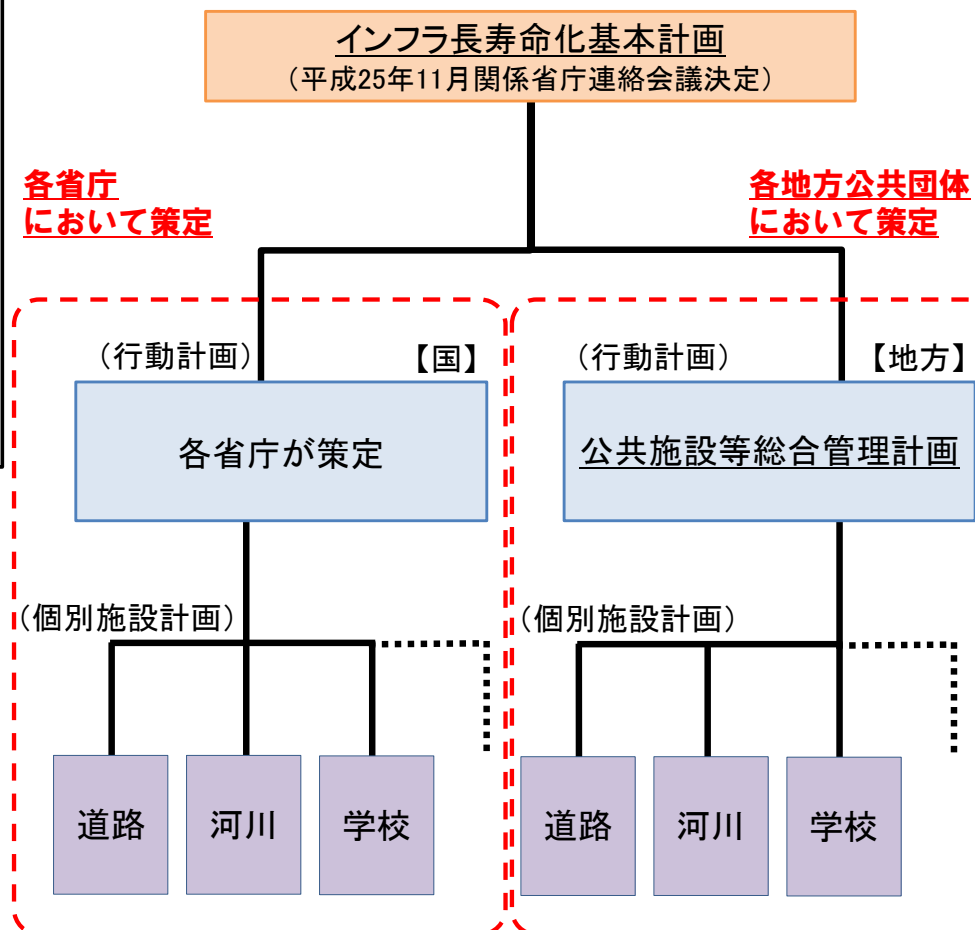 インフラ長寿命化基本計画
（平成25年11月関係省庁連絡会議決定）
各省庁
において策定
各地方公共団体
において策定
（行動計画）
【国】
各省庁が策定
（行動計画）
【地方】
公共施設等総合管理計画
（個別施設計画）
道路
河川
学校
（個別施設計画）
道路
河川
学校